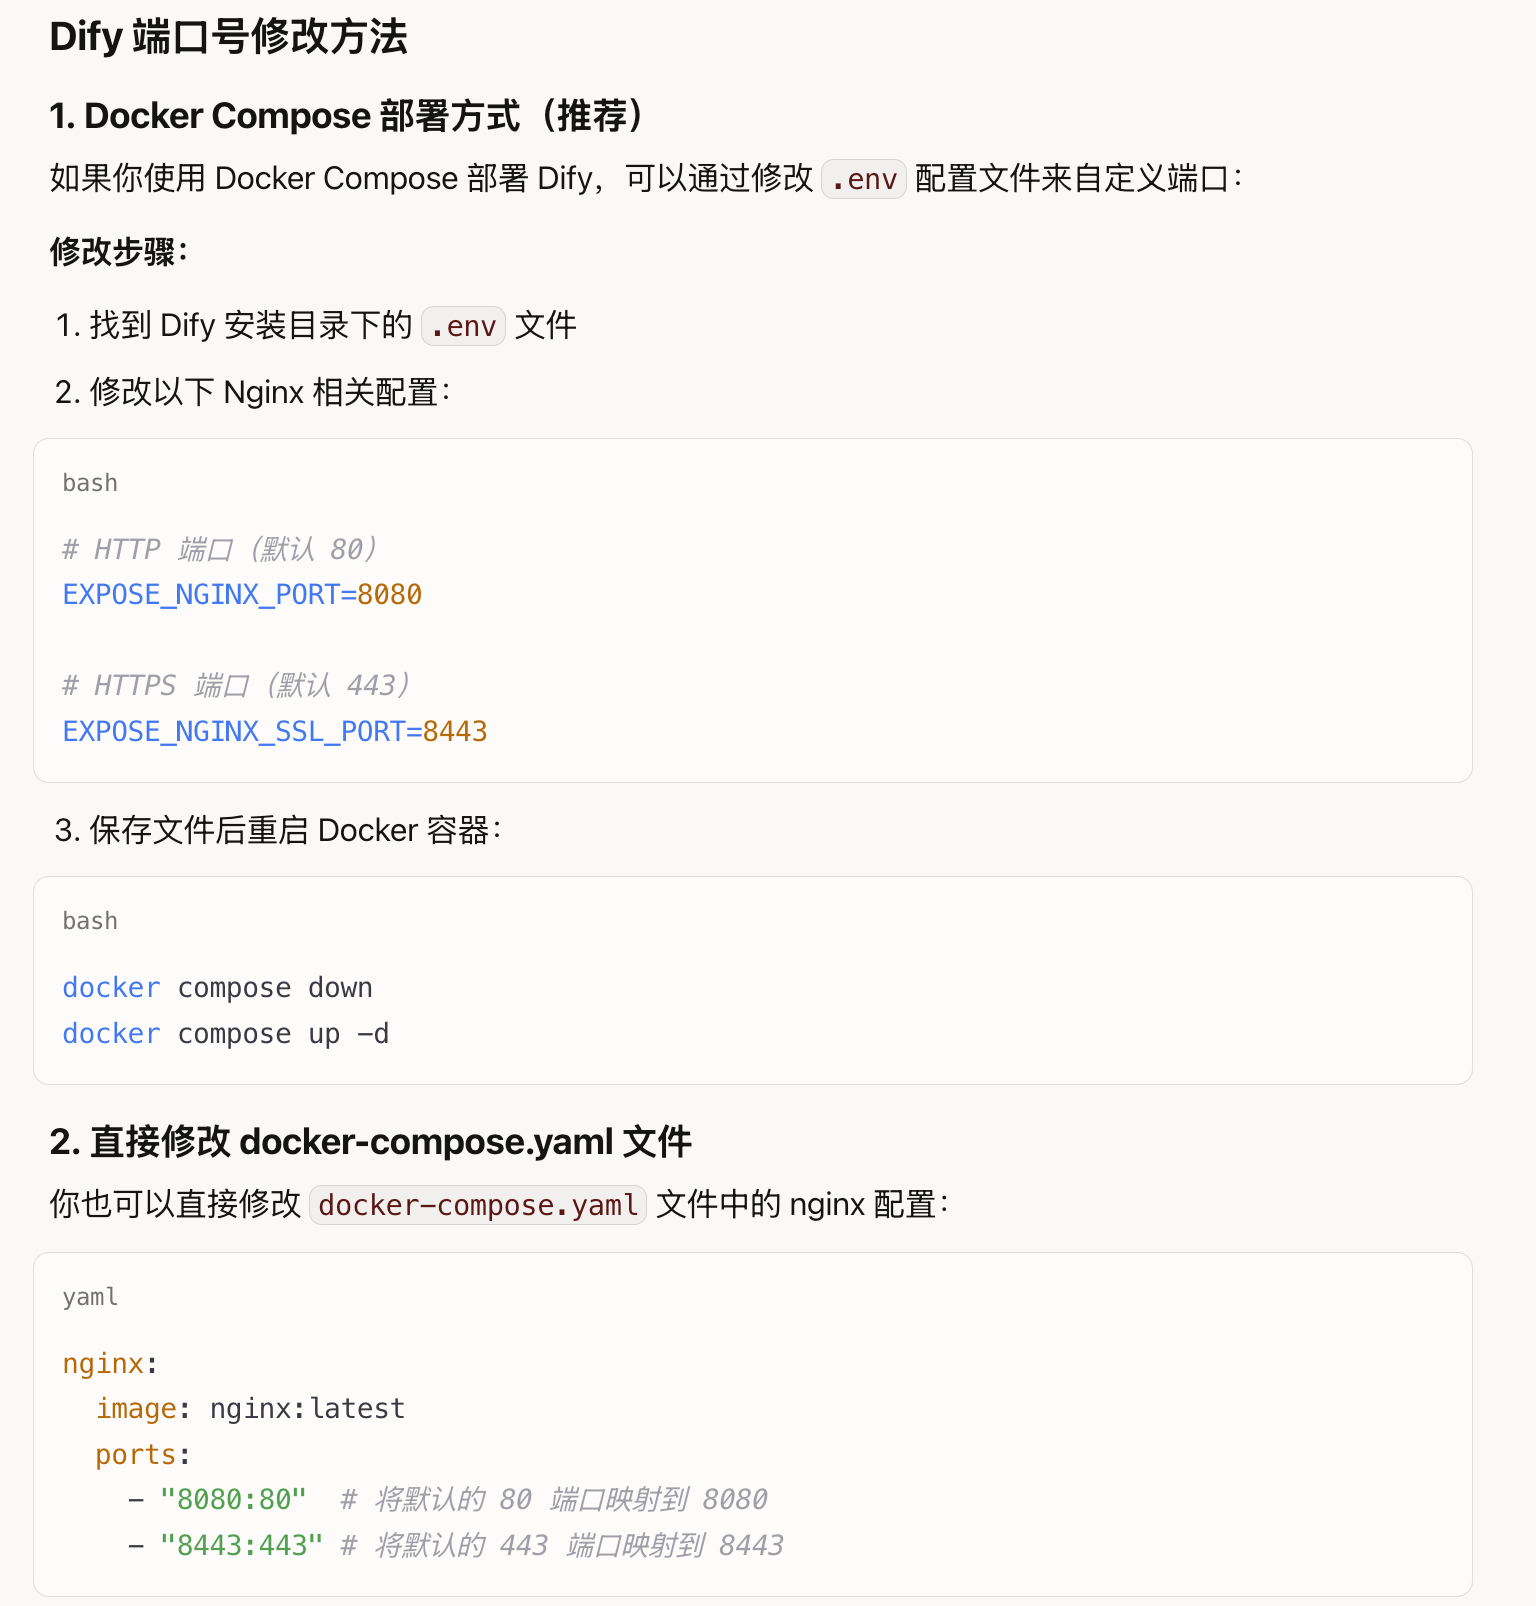 Dify 端口号修改方法
1. Docker Compose 部署方式（推荐）
如果你使用 Docker Compose 部署 Dify，可以通过修改 .env 配置文件来自定义端口：
修改步骤：
1. 找到 Dify 安装目录下的 .env 文件
2. 修改以下 Nginx 相关配置：
bash
# HTTP 端口（默认 80）
EXPOSE_NGINX_PORT=8080
# HTTPS 端口（默认 443）
EXPOSE_NGINX_SSL_PORT=8443
3. 保存文件后重启 Docker 容器：
bash
docker compose down
docker compose up -d
2. 直接修改 docker-compose.yaml 文件
你也可以直接修改 docker-compose.yaml 文件中的 nginx 配置：
yaml
nginx:
  image: nginx:latest
  ports:
    - "8080:80"  # 将默认的 80 端口映射到 8080
    - "8443:443" # 将默认的 443 端口映射到 8443